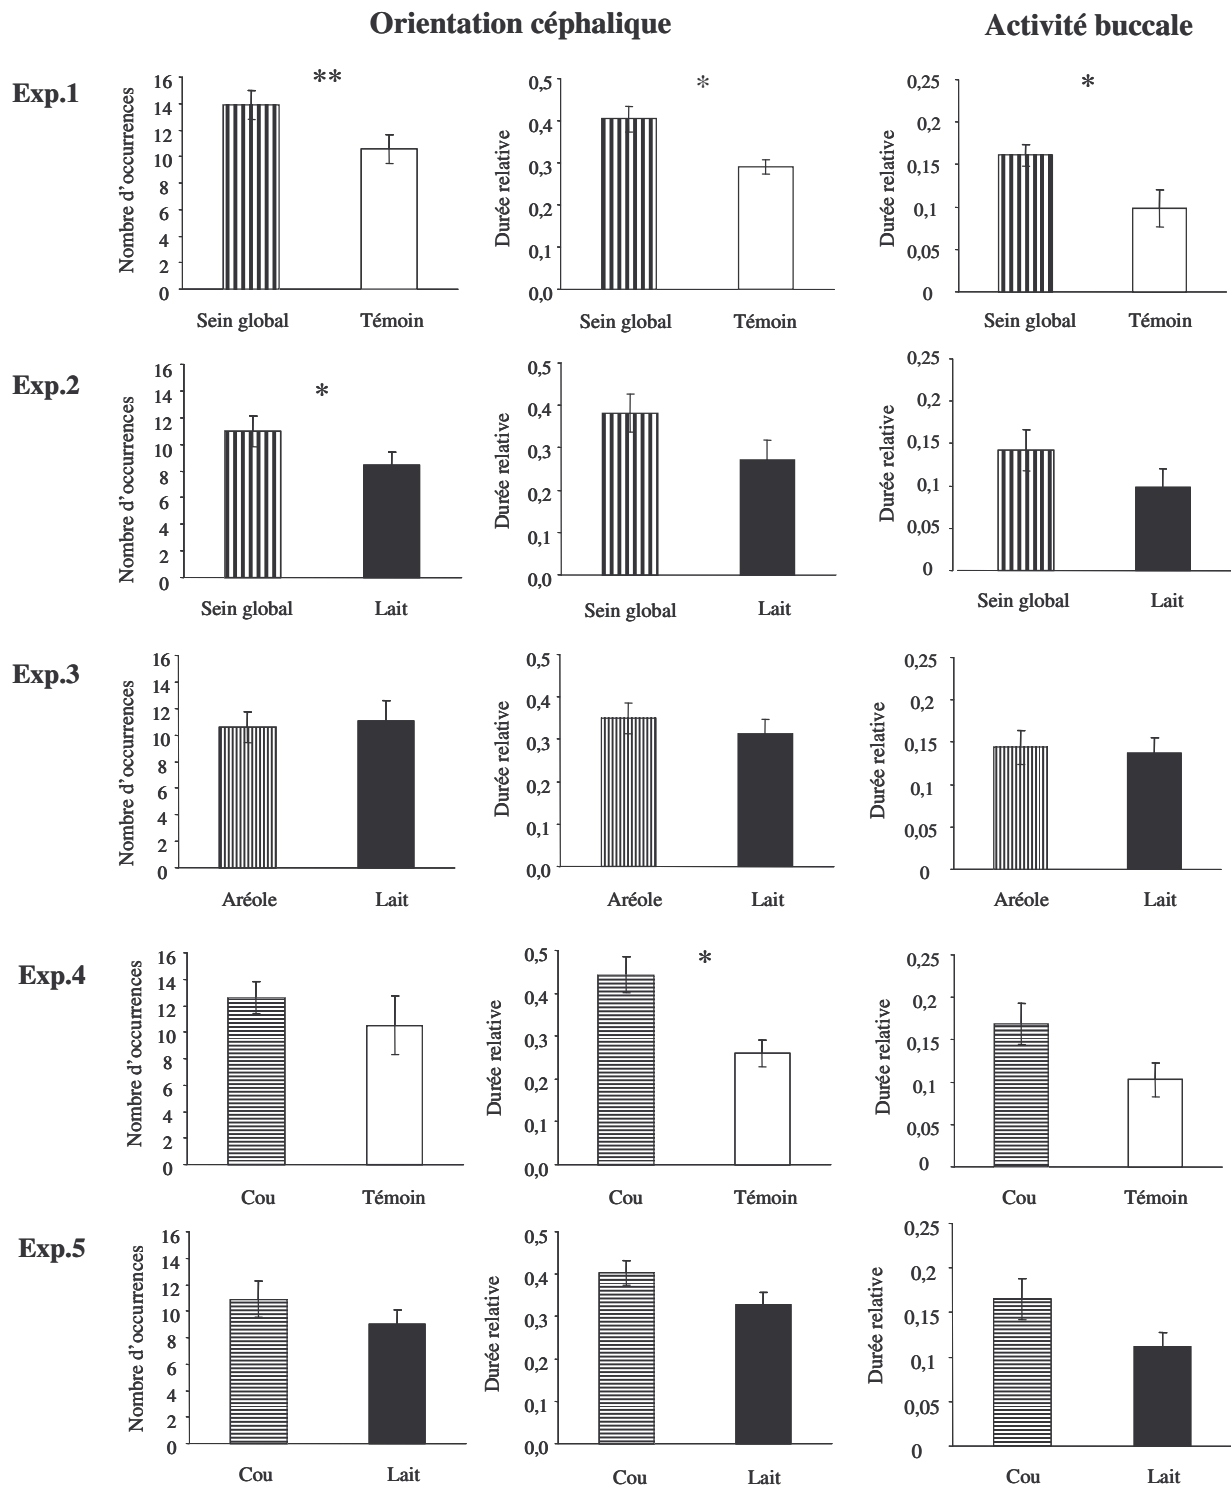 Orientation céphalique
Activité buccale
Exp.1
**
*
*
Nombre d'occurrences
16
14
12
10
8
6
4
2
0
Sein global
Témoin
Durée relative
0,5
0,4
0,3
0,2
0,1
0,0
Sein global
Témoin
Durée relative
0,25
0,2
0,15
0,1
0,05
0
Sein global
Témoin
Exp.2
*
Nombre d'occurrences
16
14
12
10
8
6
4
2
0
Sein global
Lait
Durée relative
0,5
0,4
0,3
0,2
0,1
0,0
Sein global
Lait
Durée relative
0,25
0,2
0,15
0,1
0,05
0
Sein global
Lait
Exp.3
Nombre d'occurrences
16
14
12
10
8
6
4
2
0
Aréole
Lait
Durée relative
0,5
0,4
0,3
0,2
0,1
0,0
Aréole
Lait
Durée relative
0,25
0,2
0,15
0,1
0,05
0
Aréole
Lait
Exp.4
Nombre d'occurrences
16
14
12
10
8
6
4
2
0
Cou
Témoin
*
Durée relative
0,5
0,4
0,3
0,2
0,1
0,0
Cou
Témoin
Durée relative
0,25
0,2
0,15
0,1
0,05
0
Cou
Témoin
Exp.5
Nombre d'occurrences
16
14
12
10
8
6
4
2
0
Cou
Lait
Durée relative
0,5
0,4
0,3
0,2
0,1
0,0
Cou
Lait
Durée relative
0,25
0,2
0,15
0,1
0,05
0
Cou
Lait